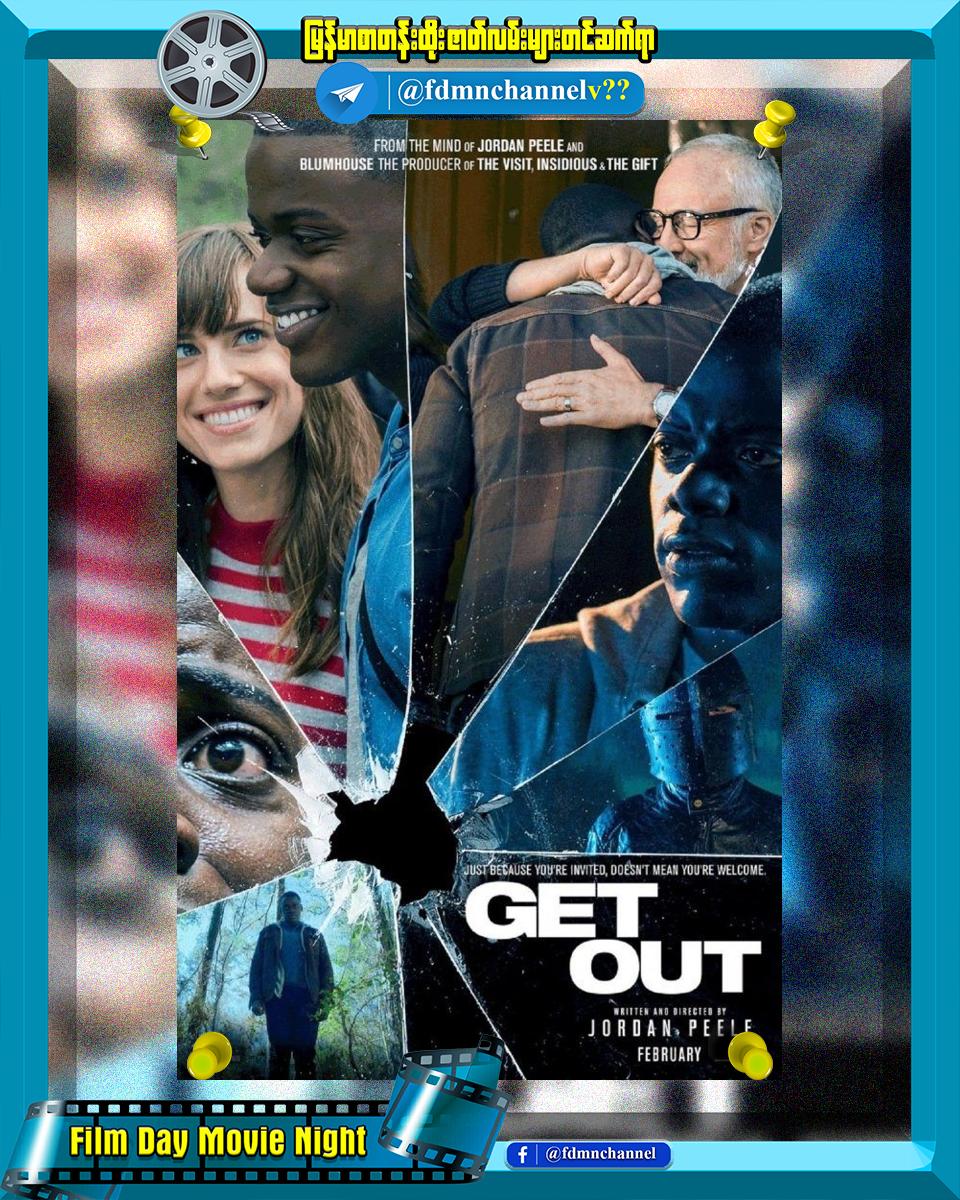 မြန်မာစာတန်းထိုးဇာတ်လမ်းများတင်ဆက်ရာ
@fdmnchannelv??
FROM THE MIND OF JORDAN PEELE AND
BLUMHOUSE THE PRODUCER OF THE VISIT, INSIDIOUS & THE GIFT
JUST BECAUSE YOU'RE INVITED, DOESN'T MEAN YOU'RE WELCOME.
GET
OUT
WRITTEN AND DIRECTED BY
JORDAN PEELE
FEBRUARY
Film Day Movie Night
@fdmnchannel